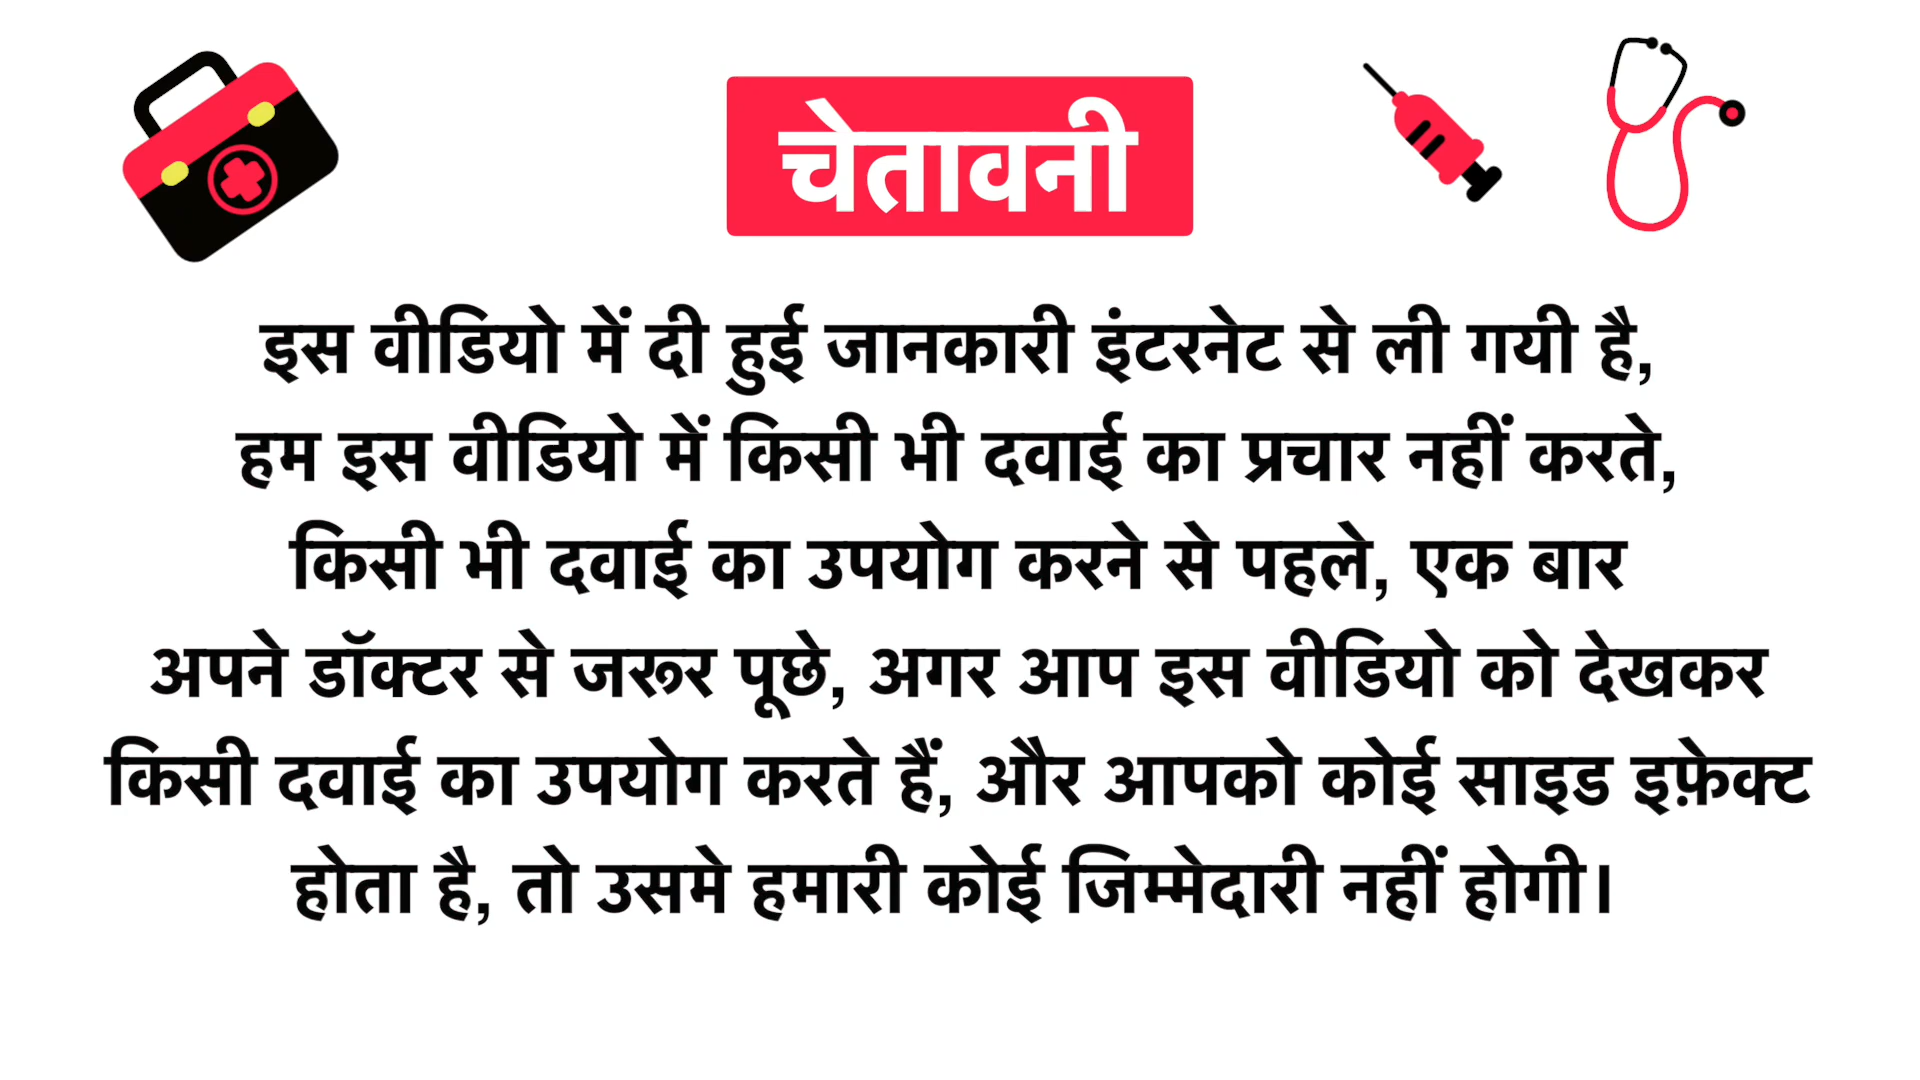 चेतावनी
इस वीडियो में दी हुई जानकारी इंटरनेट से ली गयी है,
हम इस वीडियो में किसी भी दवाई का प्रचार नहीं करते,
किसी भी दवाई का उपयोग करने से पहले, एक बार
अपने डॉक्टर से जरूर पूछे, अगर आप इस वीडियो को देखकर
किसी दवाई का उपयोग करते हैं, और आपको कोई साइड इफ़ेक्ट
होता है, तो उसमे हमारी कोई जिम्मेदारी नहीं होगी।